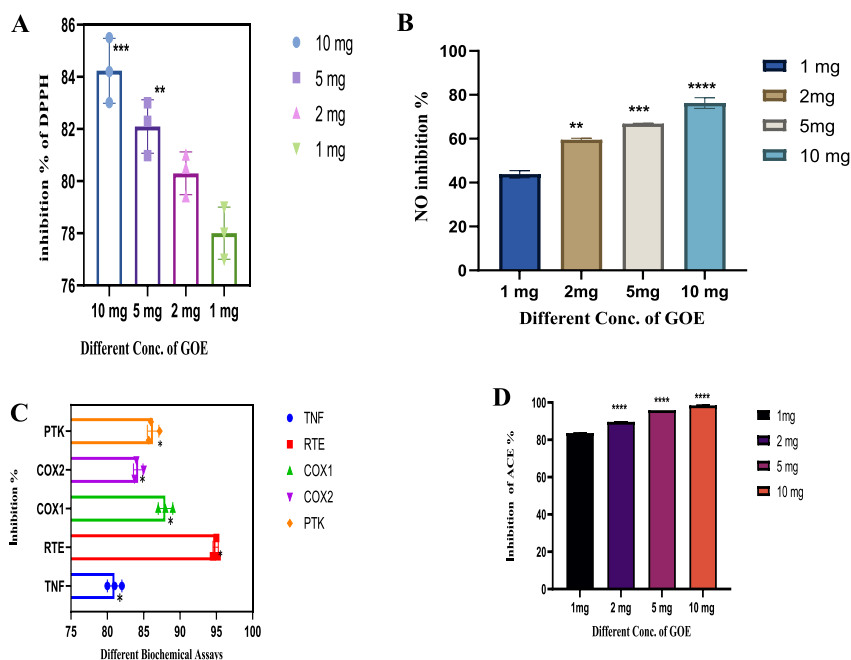 A
86
84
82
80
78
76
inhibition % of DPPH
***
**
10 mg
5 mg
2 mg
1 mg
Different Conc. of GOE
10 mg
5 mg
2 mg
1 mg
B
100
80
60
40
20
0
NO inhibition %
**
***
****
1 mg
2mg
5mg
10 mg
Different Conc. of GOE
1 mg
2mg
5mg
10 mg
C
Inhibition %
PTK
COX2
COX1
RTE
TNF
*
*
*
*
*
75
80
85
90
95
100
Different Biochemical Assays
TNF
RTE
COX1
COX2
PTK
D
100
80
60
40
20
0
Inhibition of ACE %
****
****
****
1mg
2 mg
5 mg
10 mg
Different Conc. of GOE
1mg
2 mg
5 mg
10 mg